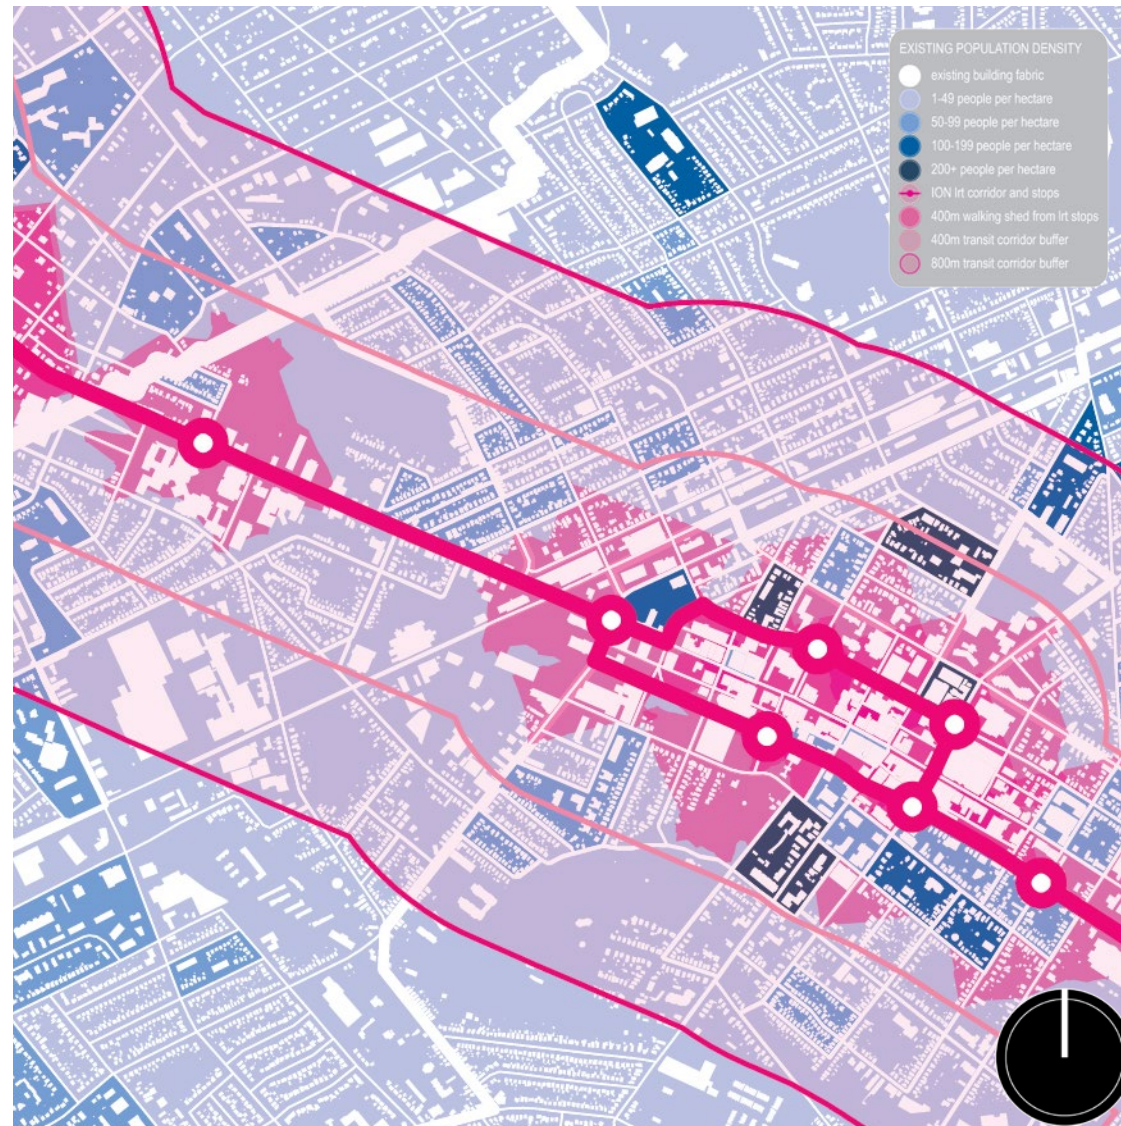 EXISTING POPULATION DENSITY
existing building fabric
1-49 people per hectare
50-99 people per hectare
100-199 people per hectare
200+ people per hectare
ION lrt corridor and stops
400m walking shed from lrt stops
400m transit corridor buffer
800m transit corridor buffer